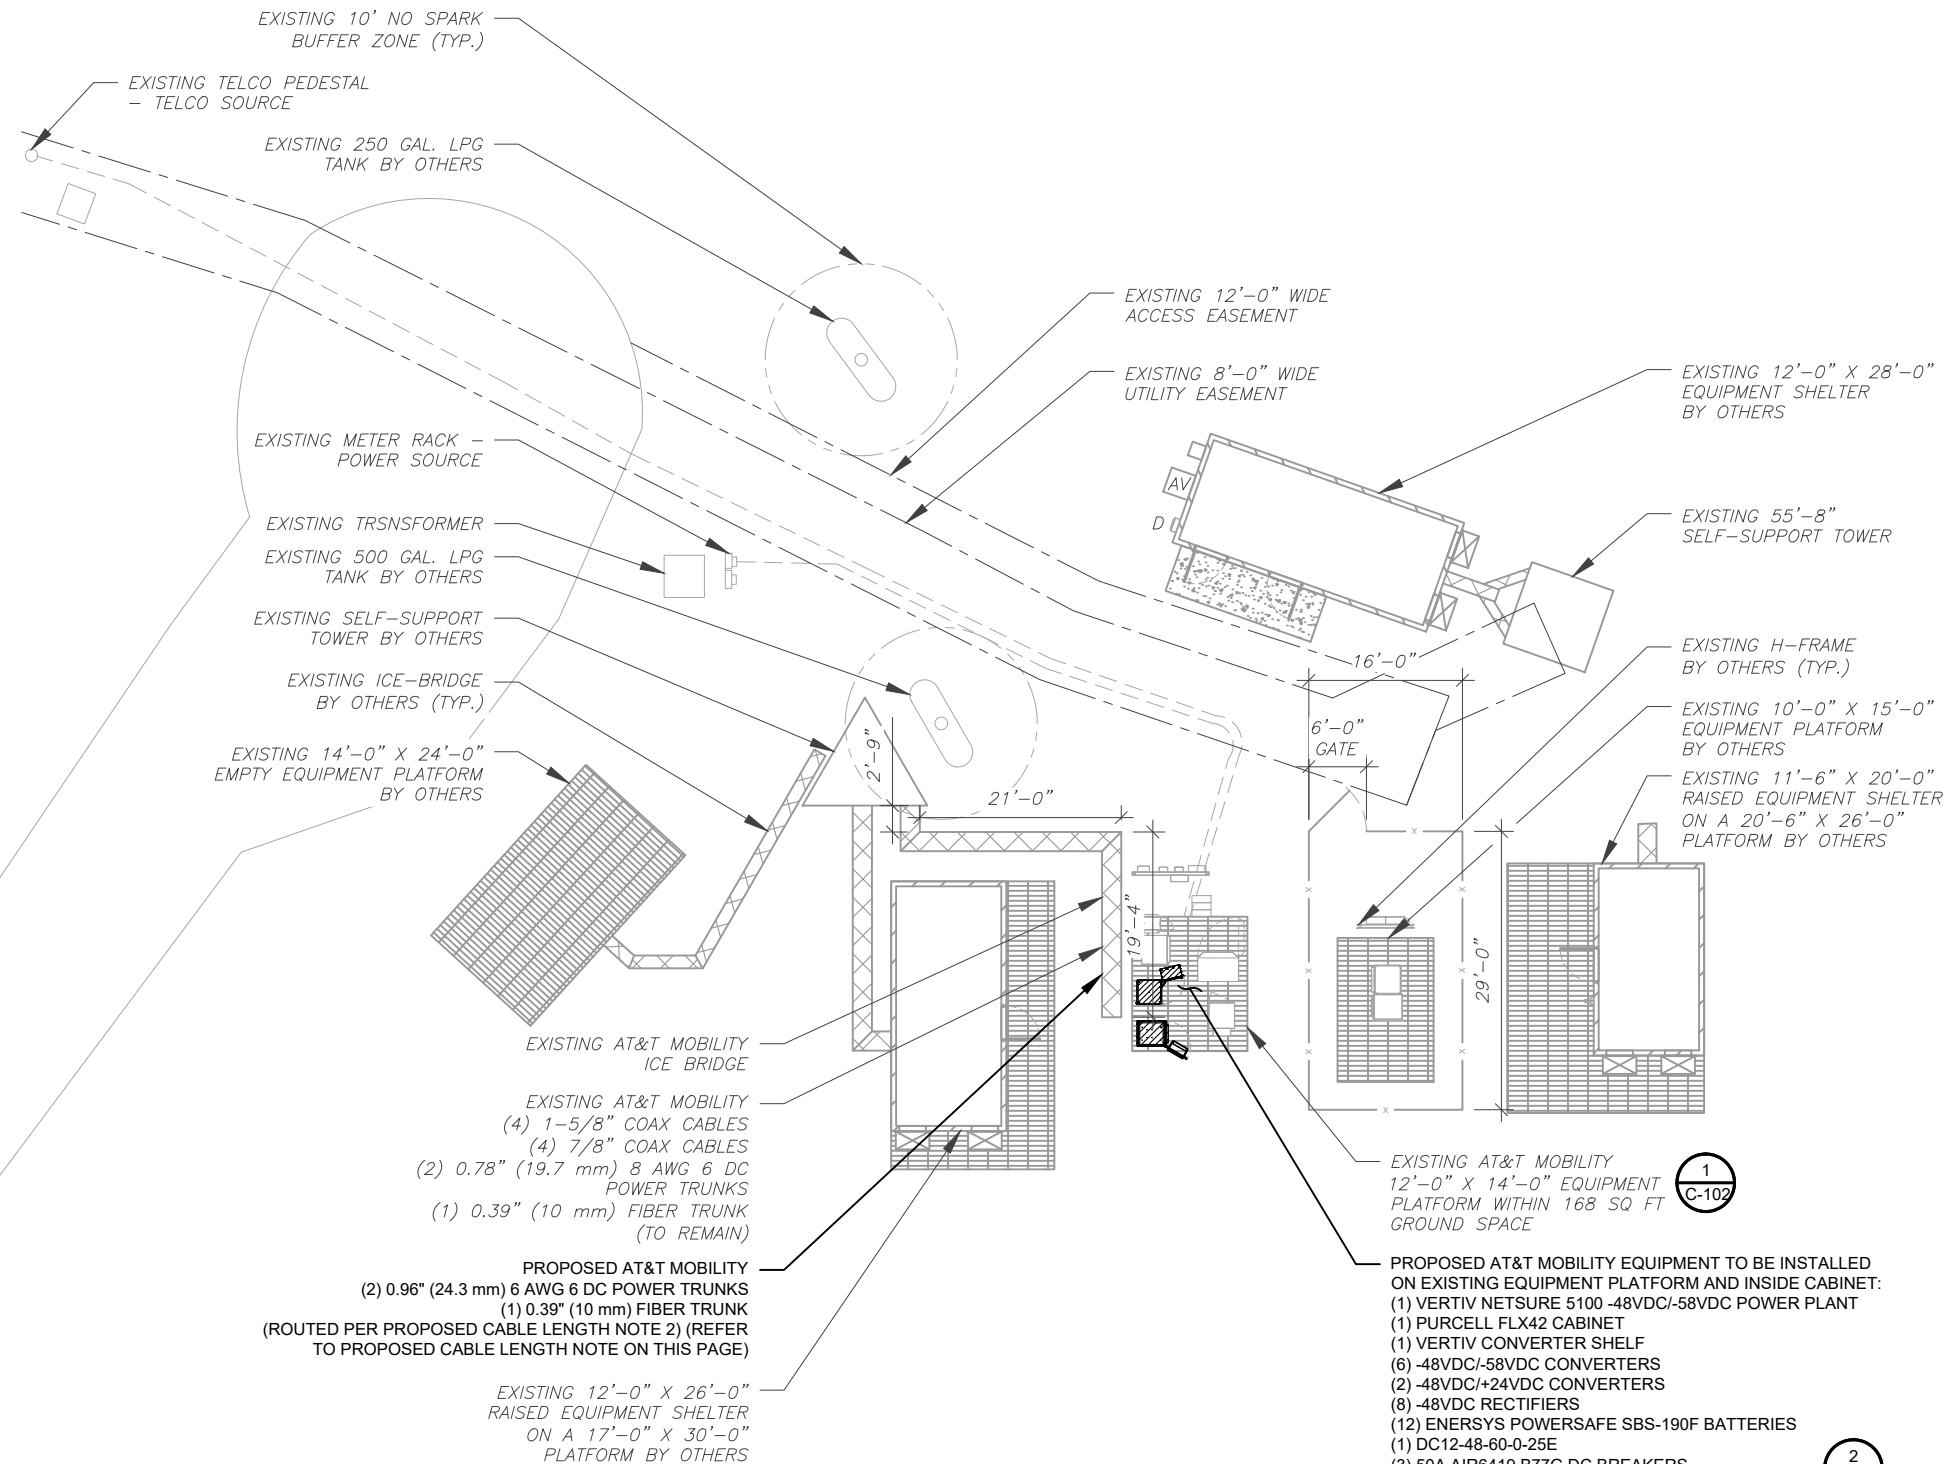 EXISTING 10' NO SPARK
BUFFER ZONE (TYP.)
EXISTING TELCO PEDESTAL
– TELCO SOURCE
EXISTING 250 GAL. LPG
TANK BY OTHERS
EXISTING 12'–0" WIDE
ACCESS EASEMENT
EXISTING 8'–0" WIDE
UTILITY EASEMENT
EXISTING 12'–0" X 28'–0"
EQUIPMENT SHELTER
BY OTHERS
EXISTING METER RACK –
POWER SOURCE
AV
D
EXISTING TRSNSFORMER
EXISTING 55'–8"
SELF–SUPPORT TOWER
EXISTING 500 GAL. LPG
TANK BY OTHERS
EXISTING SELF–SUPPORT
TOWER BY OTHERS
EXISTING H–FRAME
BY OTHERS (TYP.)
16'–0"
EXISTING ICE–BRIDGE
BY OTHERS (TYP.)
EXISTING 10'–0" X 15'–0"
EQUIPMENT PLATFORM
BY OTHERS
6'–0"
GATE
2'–9"
EXISTING 14'–0" X 24'–0"
EMPTY EQUIPMENT PLATFORM
BY OTHERS
EXISTING 11'–6" X 20'–0"
RAISED EQUIPMENT SHELTER
ON A 20'–6" X 26'–0"
PLATFORM BY OTHERS
21'–0"
x
x
x
x
x
x
x
x
19'–4"
29'–0"
EXISTING AT&T MOBILITY
ICE BRIDGE
EXISTING AT&T MOBILITY
(4) 1–5/8" COAX CABLES
(4) 7/8" COAX CABLES
(2) 0.78" (19.7 mm) 8 AWG 6 DC
POWER TRUNKS
(1) 0.39" (10 mm) FIBER TRUNK
(TO REMAIN)
EXISTING AT&T MOBILITY
12'–0" X 14'–0" EQUIPMENT
PLATFORM WITHIN 168 SQ FT
GROUND SPACE
1
C-102
PROPOSED AT&T MOBILITY
(2) 0.96" (24.3 mm) 6 AWG 6 DC POWER TRUNKS
(1) 0.39" (10 mm) FIBER TRUNK
(ROUTED PER PROPOSED CABLE LENGTH NOTE 2) (REFER
TO PROPOSED CABLE LENGTH NOTE ON THIS PAGE)
EXISTING 12'–0" X 26'–0"
RAISED EQUIPMENT SHELTER
ON A 17'–0" X 30'–0"
PLATFORM BY OTHERS
PROPOSED AT&T MOBILITY EQUIPMENT TO BE INSTALLED
ON EXISTING EQUIPMENT PLATFORM AND INSIDE CABINET:
(1) VERTIV NETSURE 5100 -48VDC/-58VDC POWER PLANT
(1) PURCELL FLX42 CABINET
(1) VERTIV CONVERTER SHELF
(6) -48VDC/-58VDC CONVERTERS
(2) -48VDC/+24VDC CONVERTERS
(8) -48VDC RECTIFIERS
(12) ENERSYS POWERSAFE SBS-190F BATTERIES
(1) DC12-48-60-0-25E
2